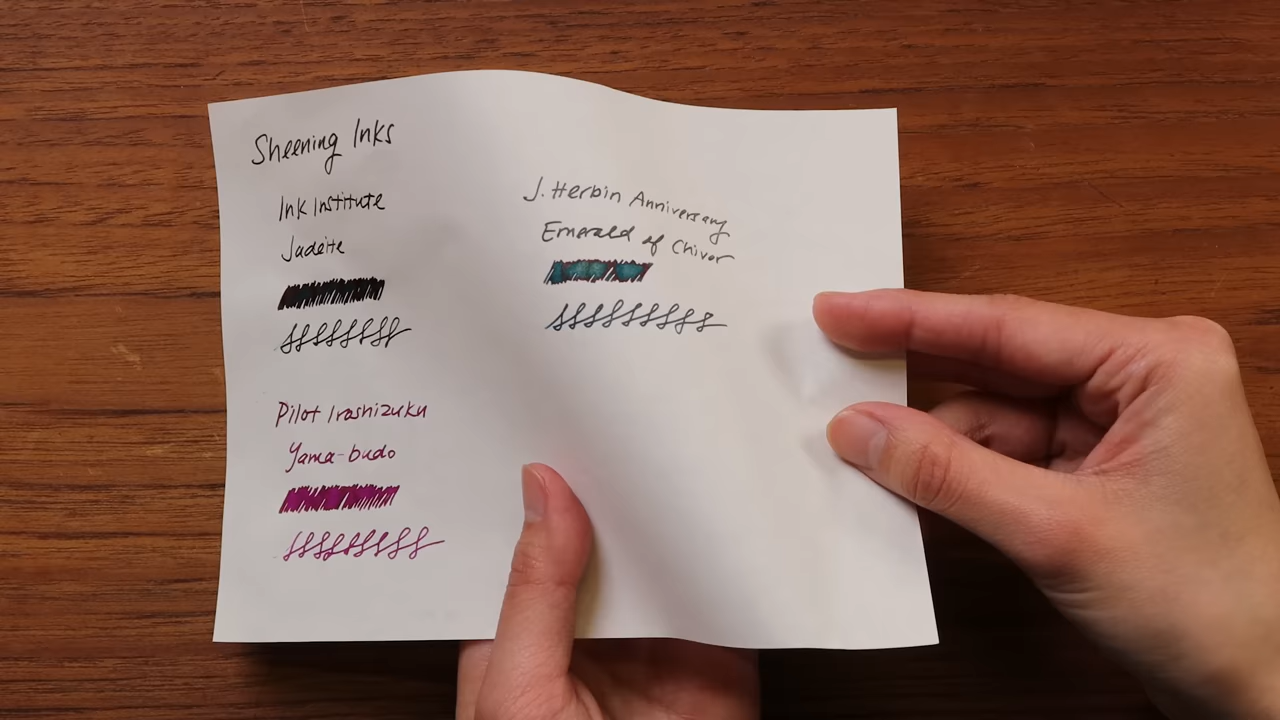 Sheening Inks
Ink Institute
Jadeite
Pilot Iroshizuku
Yama-budo
J. Herbin Anniversary
Emerald of Chivor